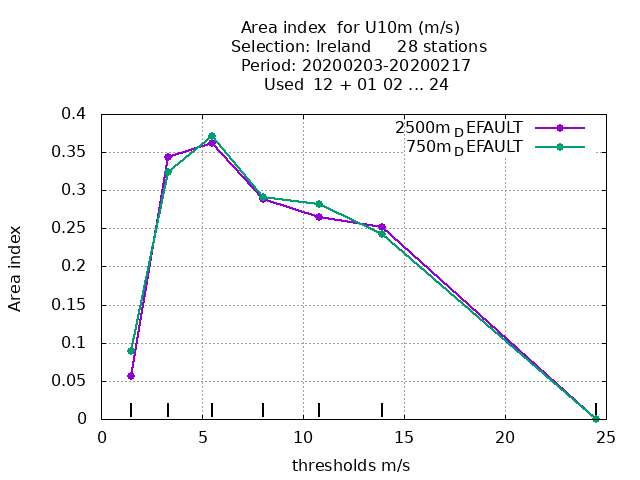 Area index  for U10m (m/s)
Selection: Ireland     28 stations
Period: 20200203-20200217
Used  12 + 01 02 ... 24
0.4
0.35
0.3
0.25
0.2
0.15
0.1
0.05
0
Area index
2500m_DEFAULT
750m_DEFAULT
0 5 10 15 20 25
thresholds m/s